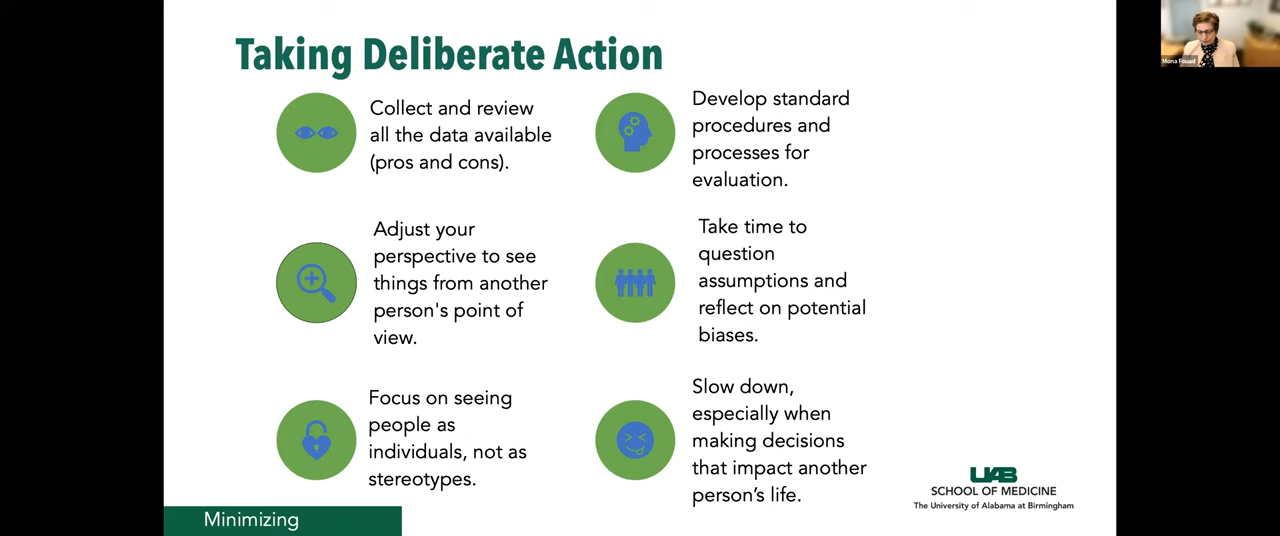 Taking Deliberate Action
Collect and review
all the data available
(pros and cons).
Develop standard
procedures and
processes for
evaluation.
Adjust your
perspective to see
things from another
person's point of
view.
Take time to
question
assumptions and
reflect on potential
biases.
Focus on seeing
people as
individuals, not as
stereotypes.
Slow down,
especially when
making decisions
that impact another
person’s life.
Minimizing
UAB
SCHOOL OF MEDICINE
The University of Alabama at Birmingham
Mona Fouad